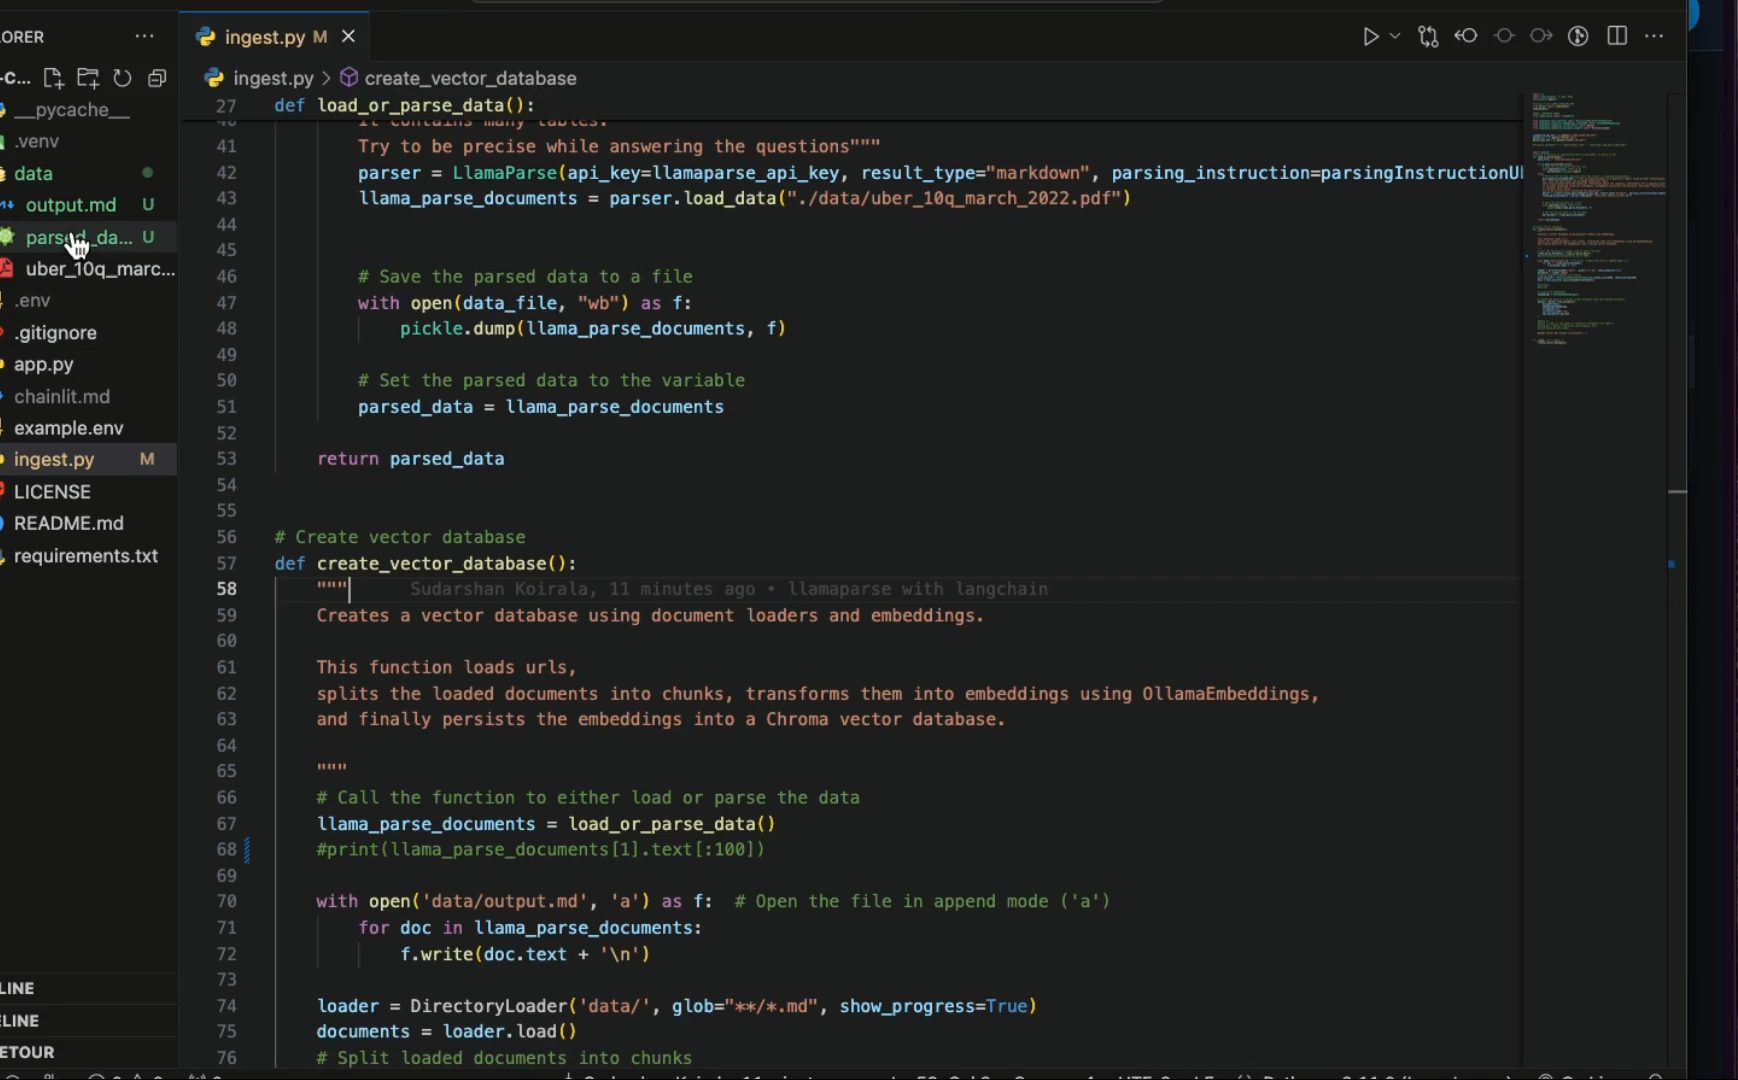 ORER
ingest.py M
-C...
ingest.py > create_vector_database
__pycache__
.venv
data
output.md U
parsed_da... U
uber_10q_marc...
.env
.gitignore
app.py
chainlit.md
example.env
ingest.py M
LICENSE
README.md
requirements.txt
LINE
ELINE
ETOUR
27 def load_or_parse_data():
40 It contains many tables.
41 Try to be precise while answering the questions"""
42 parser = LlamaParse(api_key=llamaparse_api_key, result_type="markdown", parsing_instruction=parsingInstructionU
43 llama_parse_documents = parser.load_data("./data/uber_10q_march_2022.pdf")
44
45
46 # Save the parsed data to a file
47 with open(data_file, "wb") as f:
48 pickle.dump(llama_parse_documents, f)
49
50 # Set the parsed data to the variable
51 parsed_data = llama_parse_documents
52
53 return parsed_data
54
55
56 # Create vector database
57 def create_vector_database():
58 """ Sudarshan Koirala, 11 minutes ago • llamaparse with langchain
59 Creates a vector database using document loaders and embeddings.
60
61 This function loads urls,
62 splits the loaded documents into chunks, transforms them into embeddings using OllamaEmbeddings,
63 and finally persists the embeddings into a Chroma vector database.
64
65 """
66 # Call the function to either load or parse the data
67 llama_parse_documents = load_or_parse_data()
68 #print(llama_parse_documents[1].text[:100])
69
70 with open('data/output.md', 'a') as f:  # Open the file in append mode ('a')
71 for doc in llama_parse_documents:
72 f.write(doc.text + '\n')
73
74 loader = DirectoryLoader('data/', glob="**/*.md", show_progress=True)
75 documents = loader.load()
76 # Split loaded documents into chunks